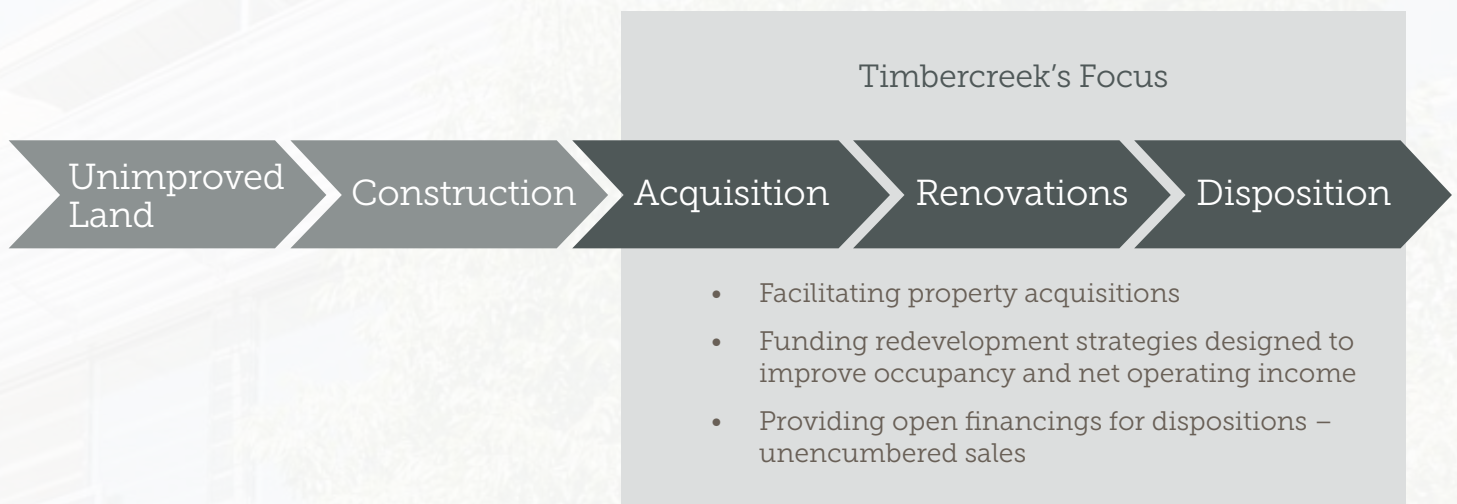 Timbercreek's Focus
Unimproved
Land
Construction
Acquisition
Renovations
Disposition
• Facilitating property acquisitions
• Funding redevelopment strategies designed to
improve occupancy and net operating income
• Providing open financings for dispositions –
unencumbered sales